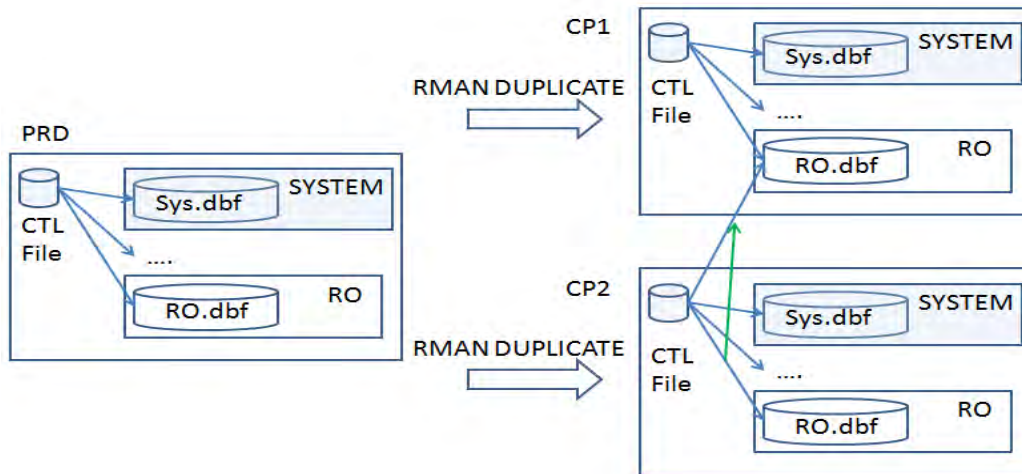 PRD
CTL
File
SYSTEM
Sys.dbf
....
RO
RO.dbf
RMAN DUPLICATE
RMAN DUPLICATE
CP1
CTL
File
SYSTEM
Sys.dbf
....
RO
RO.dbf
CP2
CTL
File
SYSTEM
Sys.dbf
....
RO
RO.dbf